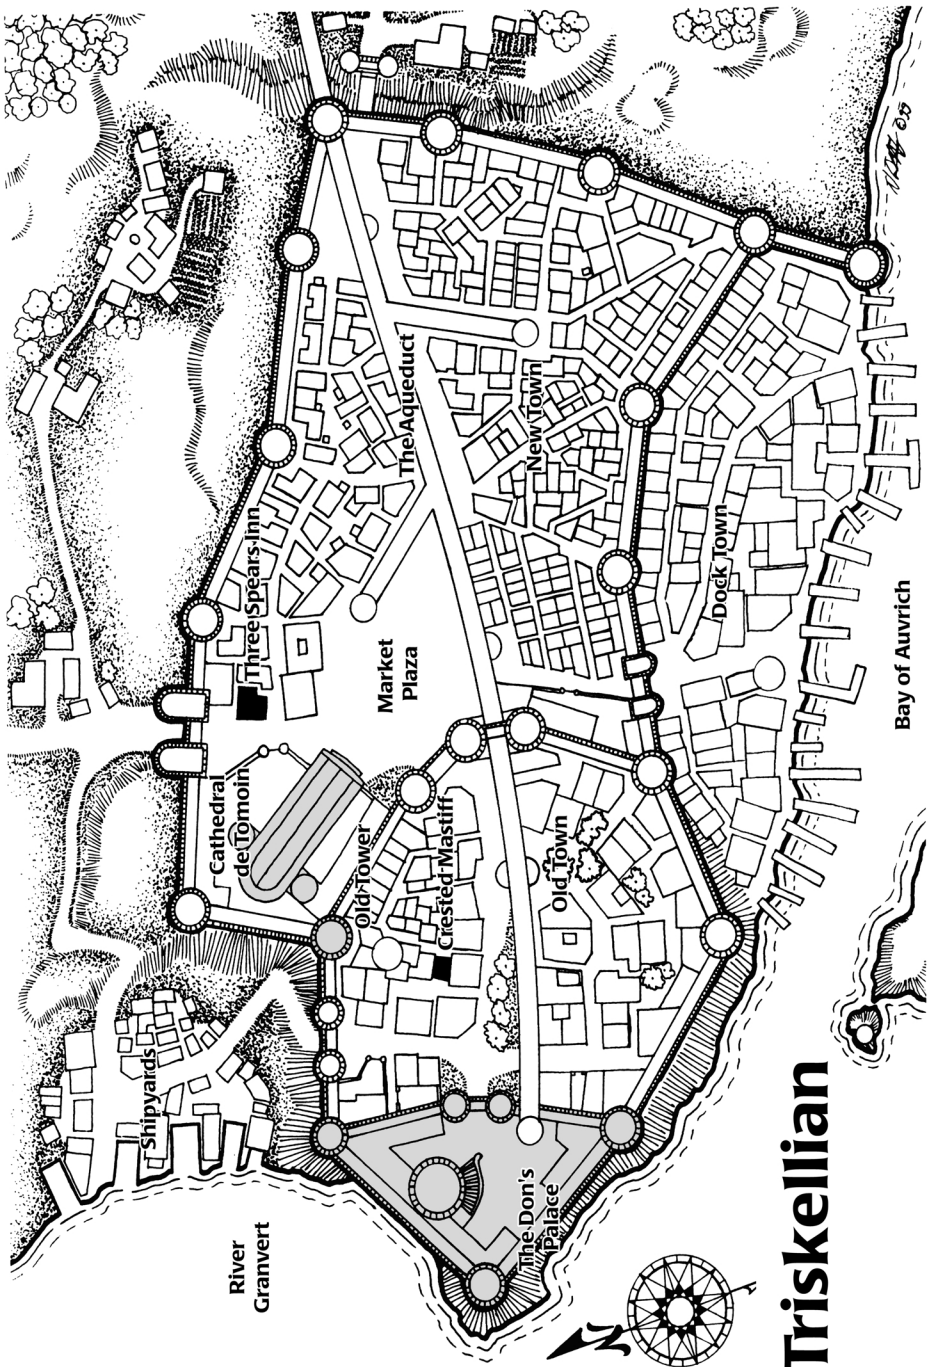 The Aqueduct
New Town
Three Spears Inn
Dock Town
Market
Plaza
Bay of Auvrich
Cathedral
de Tomoin
Old Tower
Crested Mastiff
Old Town
Shipyards
The Don's
Palace
River
Granvert
N
Triskellian